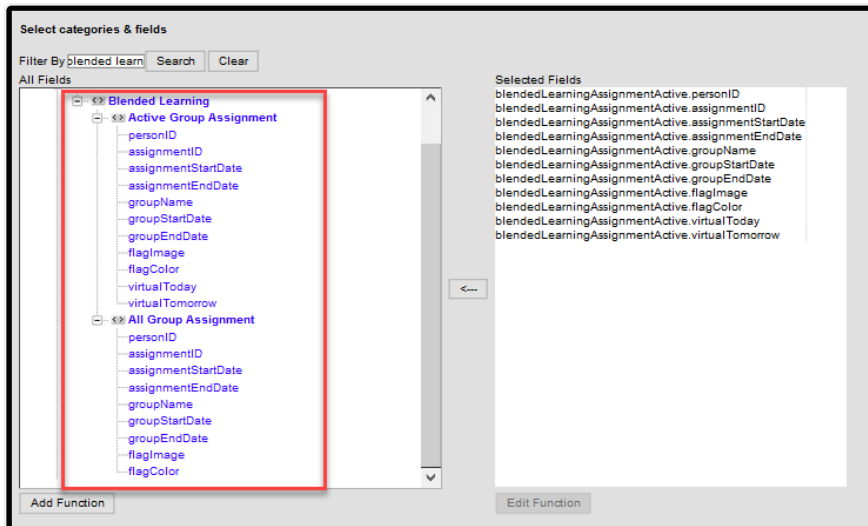 Select categories & fields
Filter By blended learn Search Clear
All Fields
Blended Learning
Active Group Assignment
personID
assignmentID
assignmentStartDate
assignmentEndDate
groupName
groupStartDate
groupEndDate
flagImage
flagColor
virtualToday
virtualTomorrow
All Group Assignment
personID
assignmentID
assignmentStartDate
assignmentEndDate
groupName
groupStartDate
groupEndDate
flagImage
flagColor
Add Function
<---
Selected Fields
blendedLearningAssignmentActive.personID
blendedLearningAssignmentActive.assignmentID
blendedLearningAssignmentActive.assignmentStartDate
blendedLearningAssignmentActive.assignmentEndDate
blendedLearningAssignmentActive.groupName
blendedLearningAssignmentActive.groupStartDate
blendedLearningAssignmentActive.groupEndDate
blendedLearningAssignmentActive.flagImage
blendedLearningAssignmentActive.flagColor
blendedLearningAssignmentActive.virtualToday
blendedLearningAssignmentActive.virtualTomorrow
Edit Function